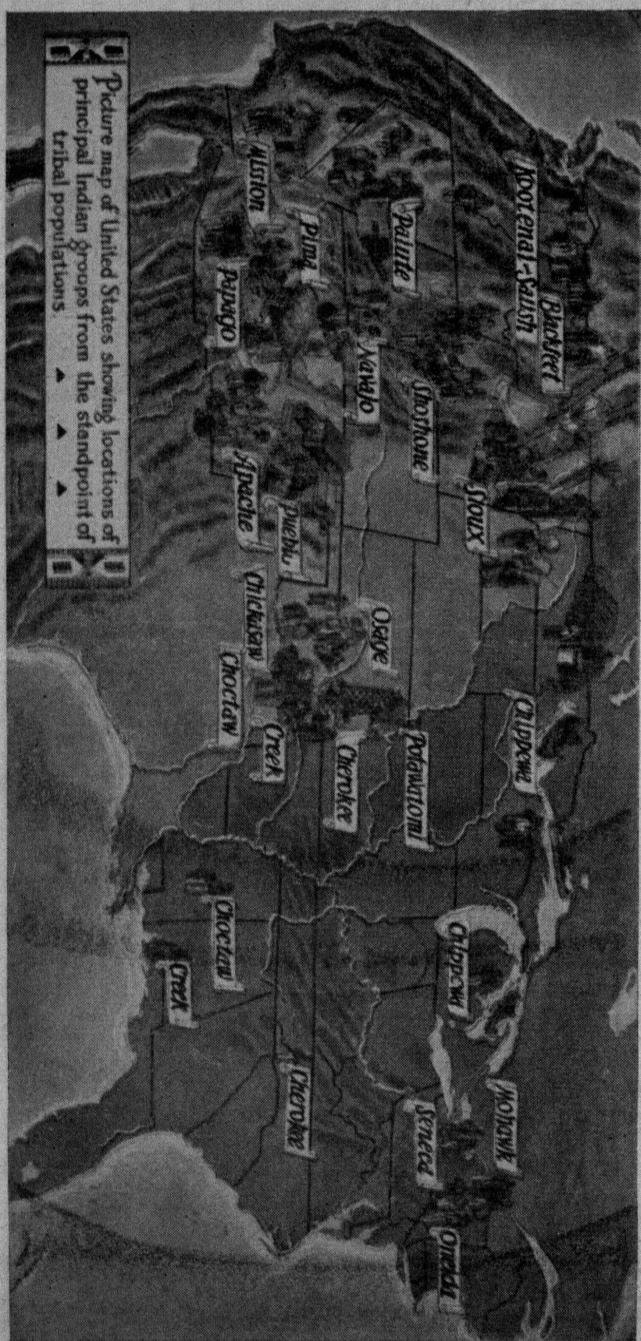 Kootenai-Salish
Blackfeet
Paiute
Shoshone
Sioux
Mission
Pima
Navajo
Papago
Apache
Pueblo
Osage
Chickasaw
Choctaw
Creek
Cherokee
Potawatomi
Chippewa
Chippewa
Choctaw
Creek
Cherokee
Seneca
Mohawk
Oneida
Picture map of United States showing locations of
principal Indian groups from the standpoint of
tribal populations